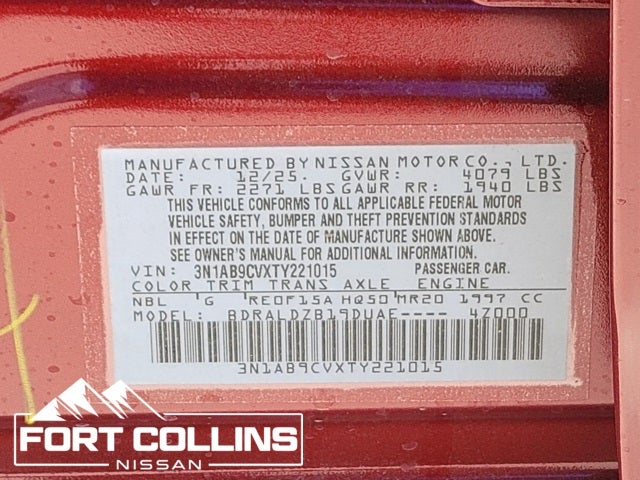 MANUFACTURED BY NISSAN MOTOR CO., LTD.
DATE: 12/25. GVWR: 4079 LBS
GAWR FR: 2271 LBS GAWR RR: 1940 LBS
THIS VEHICLE CONFORMS TO ALL APPLICABLE FEDERAL MOTOR
VEHICLE SAFETY, BUMPER AND THEFT PREVENTION STANDARDS
IN EFFECT ON THE DATE OF MANUFACTURE SHOWN ABOVE.
SEE OWNER'S MANUAL FOR ADDITIONAL INFORMATION.
VIN: 3N1AB9CVXTY221015 PASSENGER CAR.
COLOR TRIM TRANS AXLE ENGINE
NBL G RE0F15A HQ50 MR20 1997 CC
MODEL: BDRALDZB19DUAE---- 4Z000
3N1AB9CVXTY221015
FORT COLLINS
NISSAN